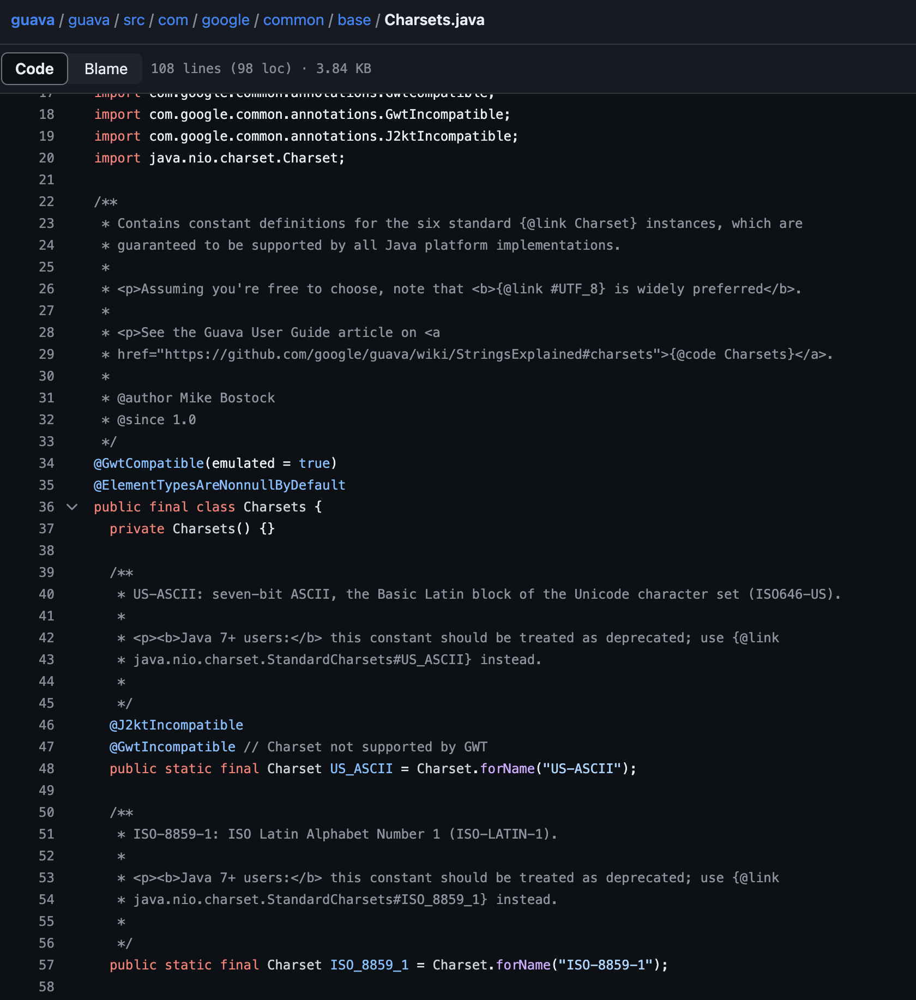 guava / guava / src / com / google / common / base / Charsets.java
Code Blame 108 lines (98 loc) · 3.84 KB
17 import com.google.common.annotations.GwtCompatible;
18 import com.google.common.annotations.GwtIncompatible;
19 import com.google.common.annotations.J2ktIncompatible;
20 import java.nio.charset.Charset;
21
22 /**
23  * Contains constant definitions for the six standard {@link Charset} instances, which are
24  * guaranteed to be supported by all Java platform implementations.
25  *
26  * <p>Assuming you're free to choose, note that <b>{@link #UTF_8} is widely preferred</b>.
27  *
28  * <p>See the Guava User Guide article on <a
29  * href="https://github.com/google/guava/wiki/StringsExplained#charsets">{@code Charsets}</a>.
30  *
31  * @author Mike Bostock
32  * @since 1.0
33  */
34 @GwtCompatible(emulated = true)
35 @ElementTypesAreNonnullByDefault
36 public final class Charsets {
37   private Charsets() {}
38
39   /**
40    * US-ASCII: seven-bit ASCII, the Basic Latin block of the Unicode character set (ISO646-US).
41    *
42    * <p><b>Java 7+ users:</b> this constant should be treated as deprecated; use {@link
43    * java.nio.charset.StandardCharsets#US_ASCII} instead.
44    *
45    */
46   @J2ktIncompatible
47   @GwtIncompatible // Charset not supported by GWT
48   public static final Charset US_ASCII = Charset.forName("US-ASCII");
49
50   /**
51    * ISO-8859-1: ISO Latin Alphabet Number 1 (ISO-LATIN-1).
52    *
53    * <p><b>Java 7+ users:</b> this constant should be treated as deprecated; use {@link
54    * java.nio.charset.StandardCharsets#ISO_8859_1} instead.
55    *
56    */
57   public static final Charset ISO_8859_1 = Charset.forName("ISO-8859-1");
58